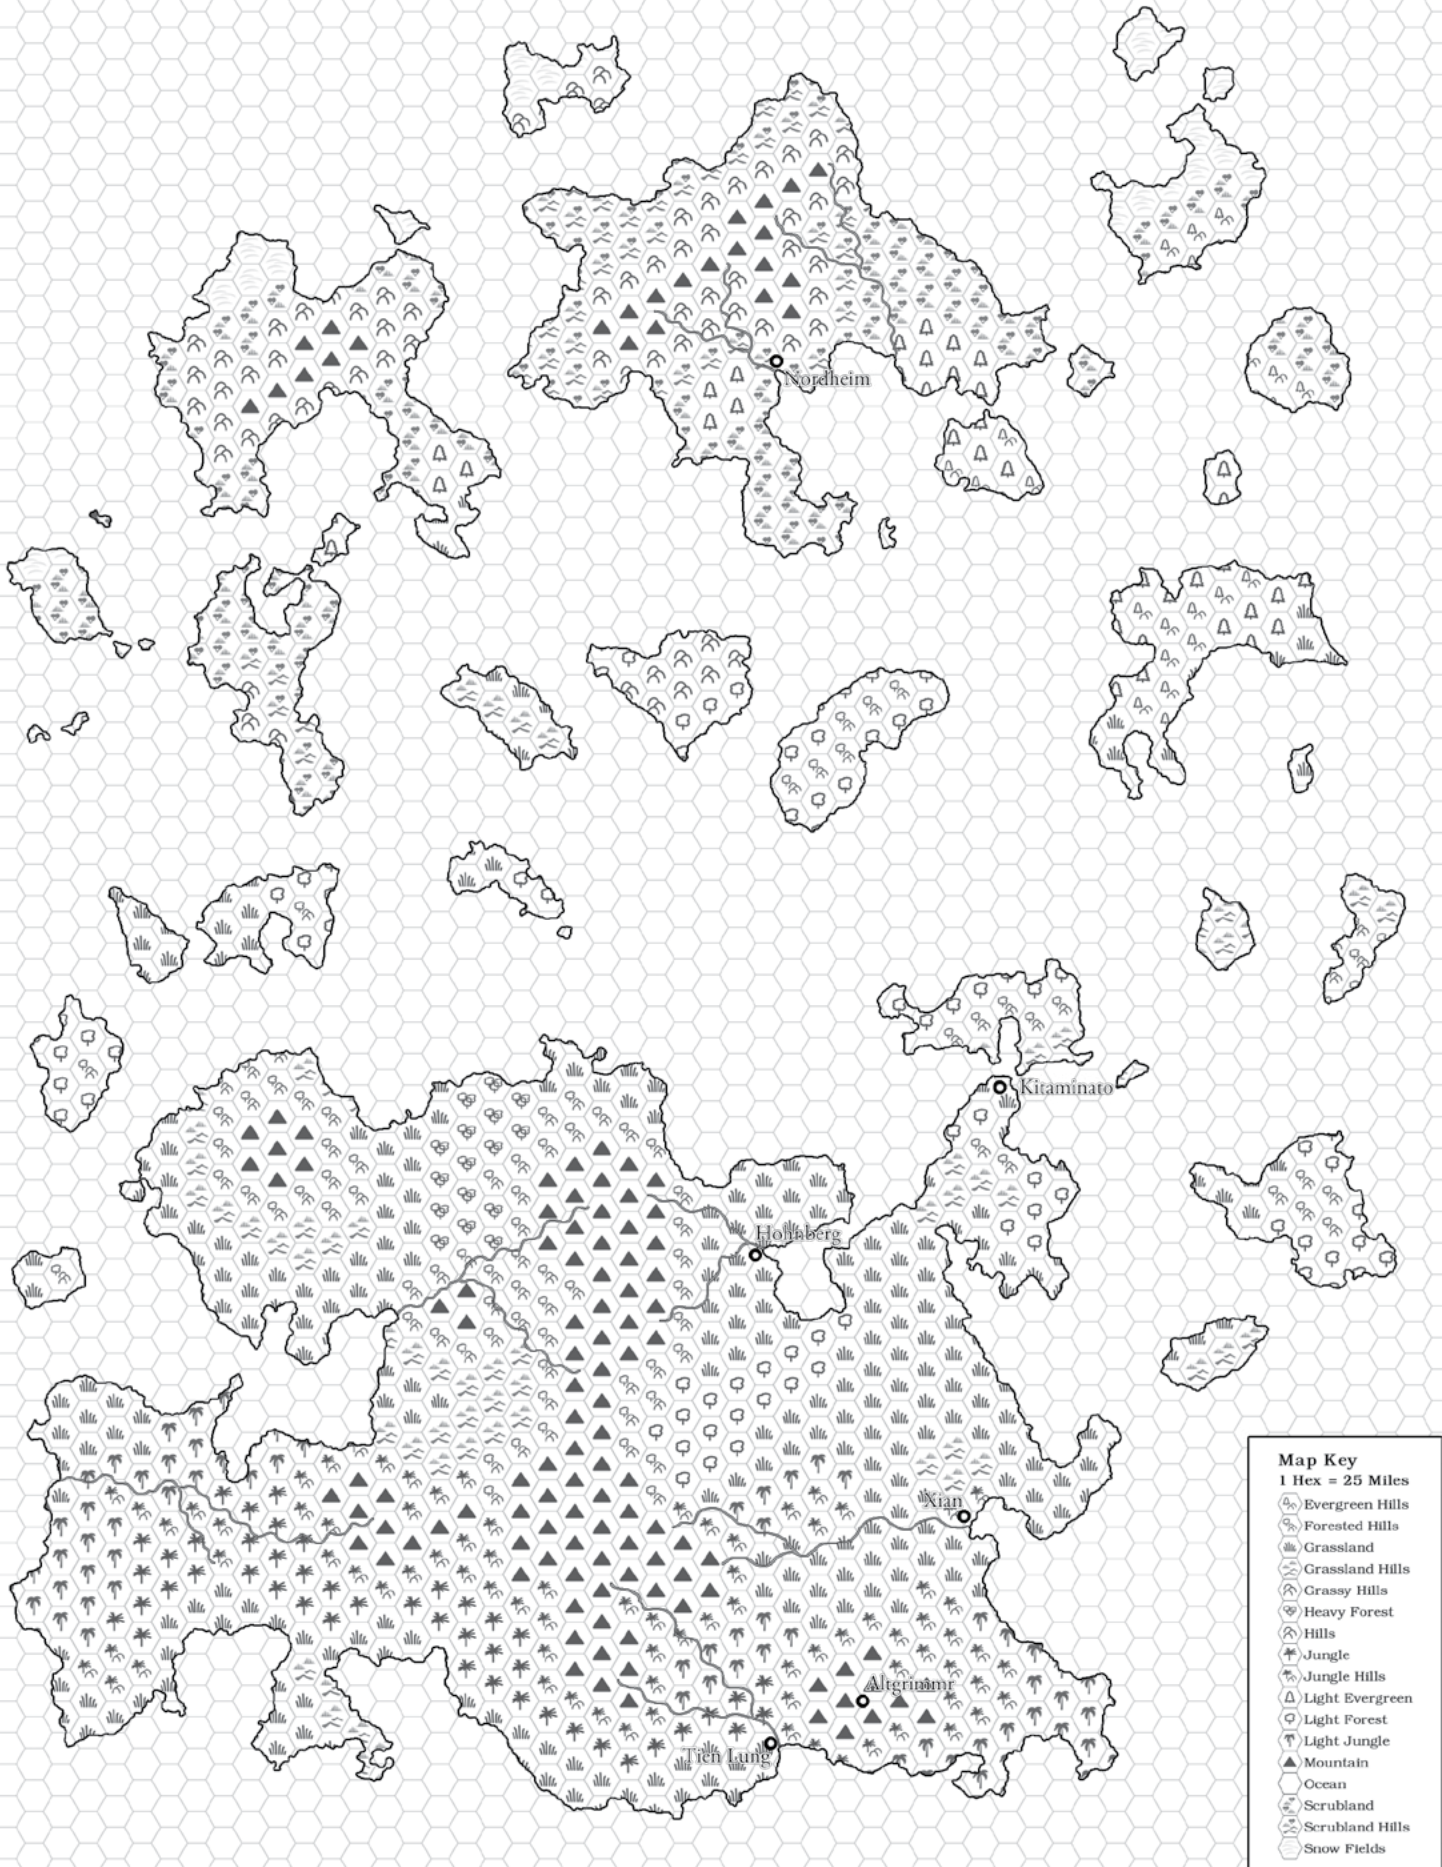 Nordheim
Kitaminato
Hohnberg
Xian
Altgrimmr
Tien Lung
Map Key
1 Hex = 25 Miles
Evergreen Hills
Forested Hills
Grassland
Grassland Hills
Grassy Hills
Heavy Forest
Hills
Jungle
Jungle Hills
Light Evergreen
Light Forest
Light Jungle
Mountain
Ocean
Scrubland
Scrubland Hills
Snow Fields